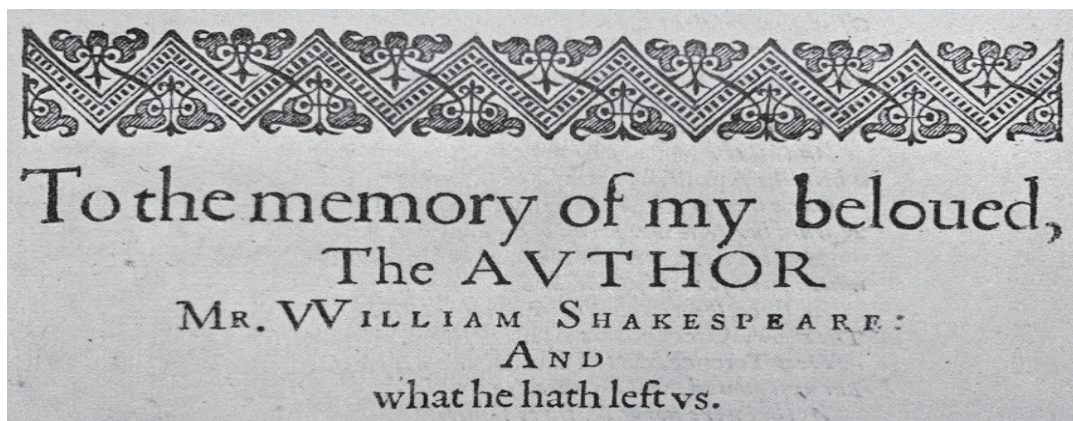 To the memory of my beloued,
The AVTHOR
MR. VVILLIAM SHAKESPEARE:
AND
what he hath left vs.